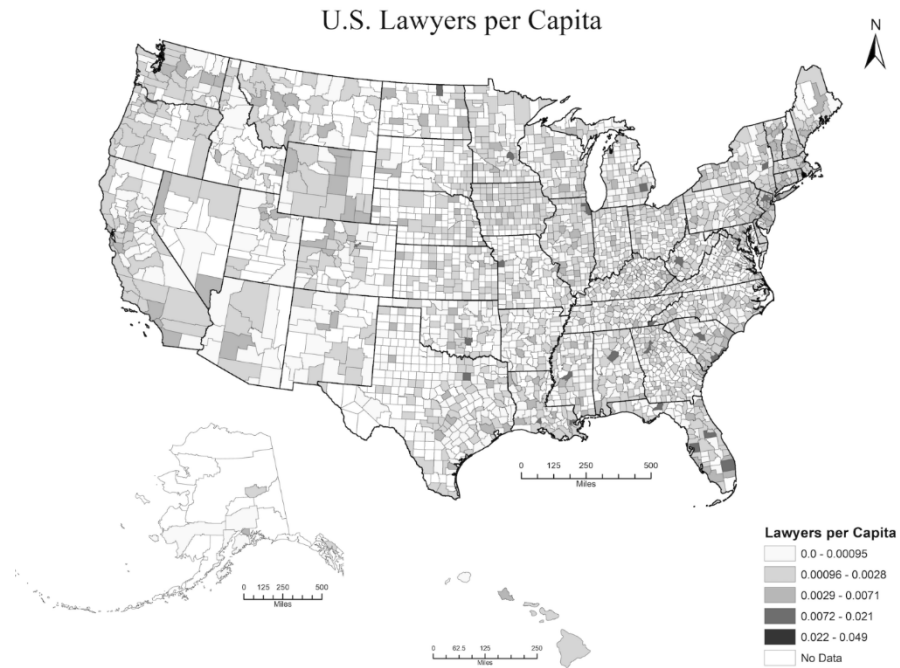 U.S. Lawyers per Capita
N
0 125 250 500
Miles
0 125 250 500
Miles
0 62.5 125 250
Miles
Lawyers per Capita
0.0 - 0.00095
0.00096 - 0.0028
0.0029 - 0.0071
0.0072 - 0.021
0.022 - 0.049
No Data